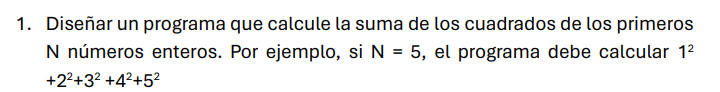 1. Diseñar un programa que calcule la suma de los cuadrados de los primeros
N números enteros. Por ejemplo, si N = 5, el programa debe calcular 1²
+2²+3² +4²+5²